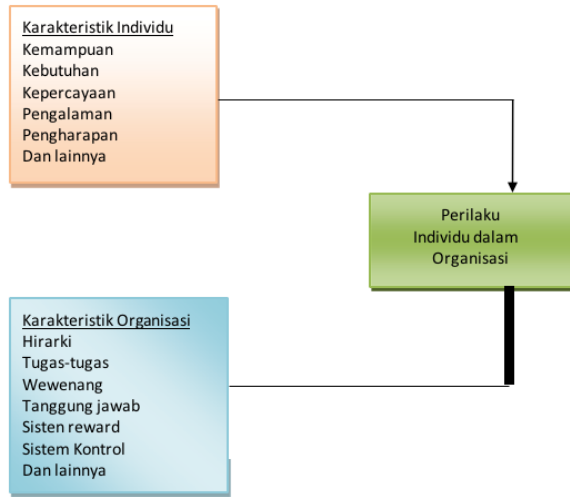 Karakteristik Individu
Kemampuan
Kebutuhan
Kepercayaan
Pengalaman
Pengharapan
Dan lainnya
Perilaku
Individu dalam
Organisasi
Karakteristik Organisasi
Hirarki
Tugas-tugas
Wewenang
Tanggung jawab
Sisten reward
Sistem Kontrol
Dan lainnya